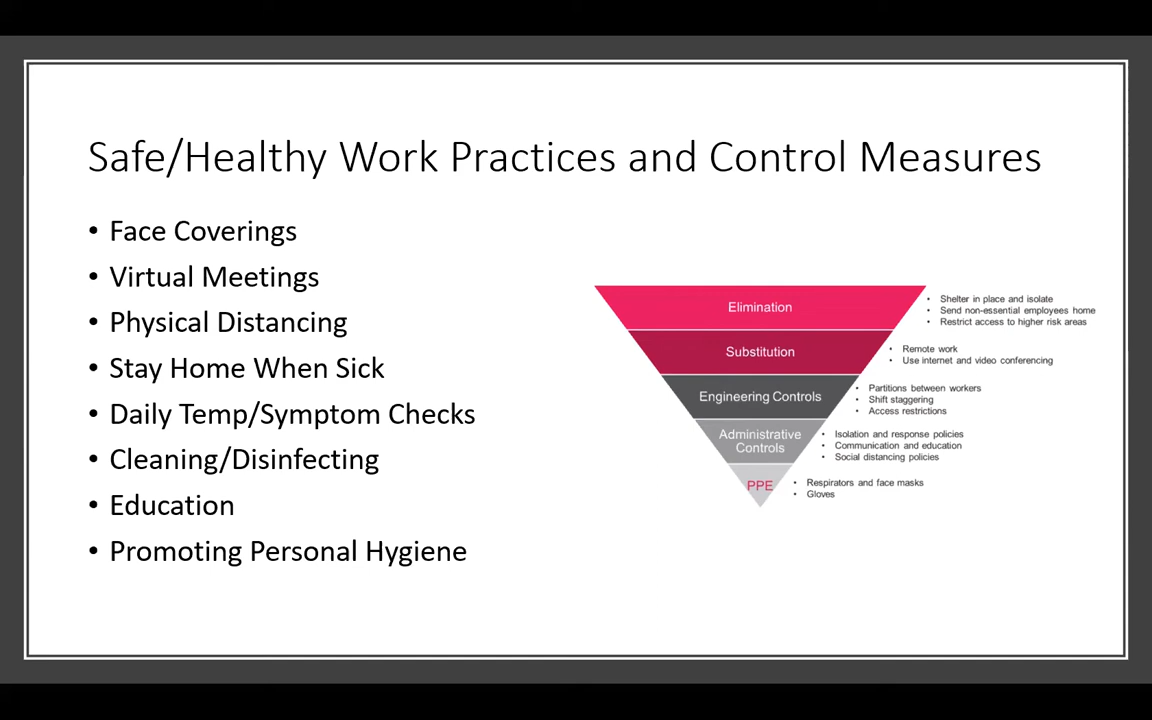 Safe/Healthy Work Practices and Control Measures
• Face Coverings
• Virtual Meetings
• Physical Distancing
• Stay Home When Sick
• Daily Temp/Symptom Checks
• Cleaning/Disinfecting
• Education
• Promoting Personal Hygiene
Elimination
• Shelter in place and isolate
• Send non-essential employees home
• Restrict access to higher risk areas
Substitution
• Remote work
• Use internet and video conferencing
Engineering Controls
• Partitions between workers
• Shift staggering
• Access restrictions
Administrative
Controls
• Isolation and response policies
• Communication and education
• Social distancing policies
PPE
• Respirators and face masks
• Gloves